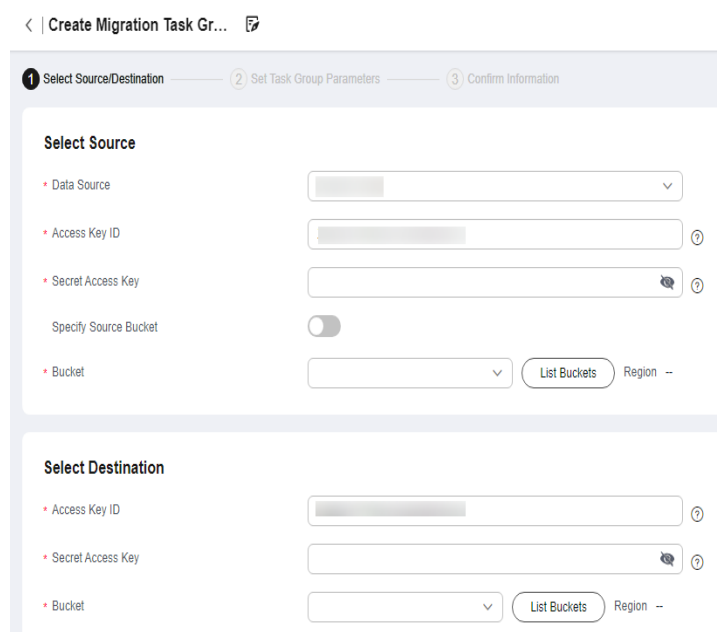 Create Migration Task Gr...
1 Select Source/Destination 2 Set Task Group Parameters 3 Confirm Information
Select Source
* Data Source
* Access Key ID
* Secret Access Key
Specify Source Bucket
* Bucket List Buckets Region --
Select Destination
* Access Key ID
* Secret Access Key
* Bucket List Buckets Region --